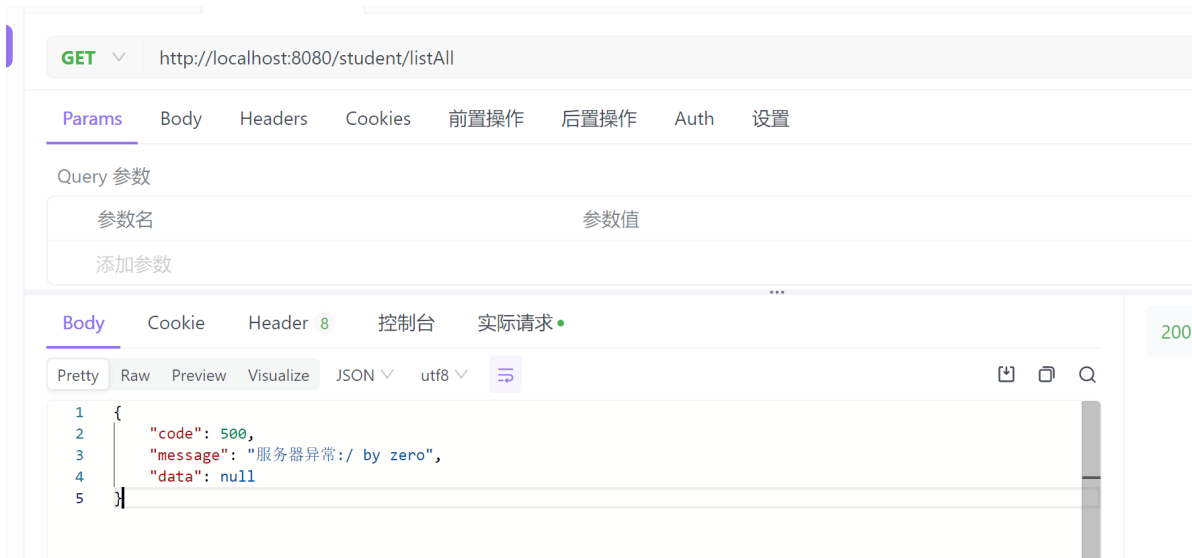 GET http://localhost:8080/student/listAll
Params Body Headers Cookies 前置操作 后置操作 Auth 设置
Query 参数
参数名 参数值
添加参数
Body Cookie Header 8 控制台 实际请求
200
Pretty Raw Preview Visualize JSON utf8
1 {
2 "code": 500,
3 "message": "服务器异常:/ by zero",
4 "data": null
5 }